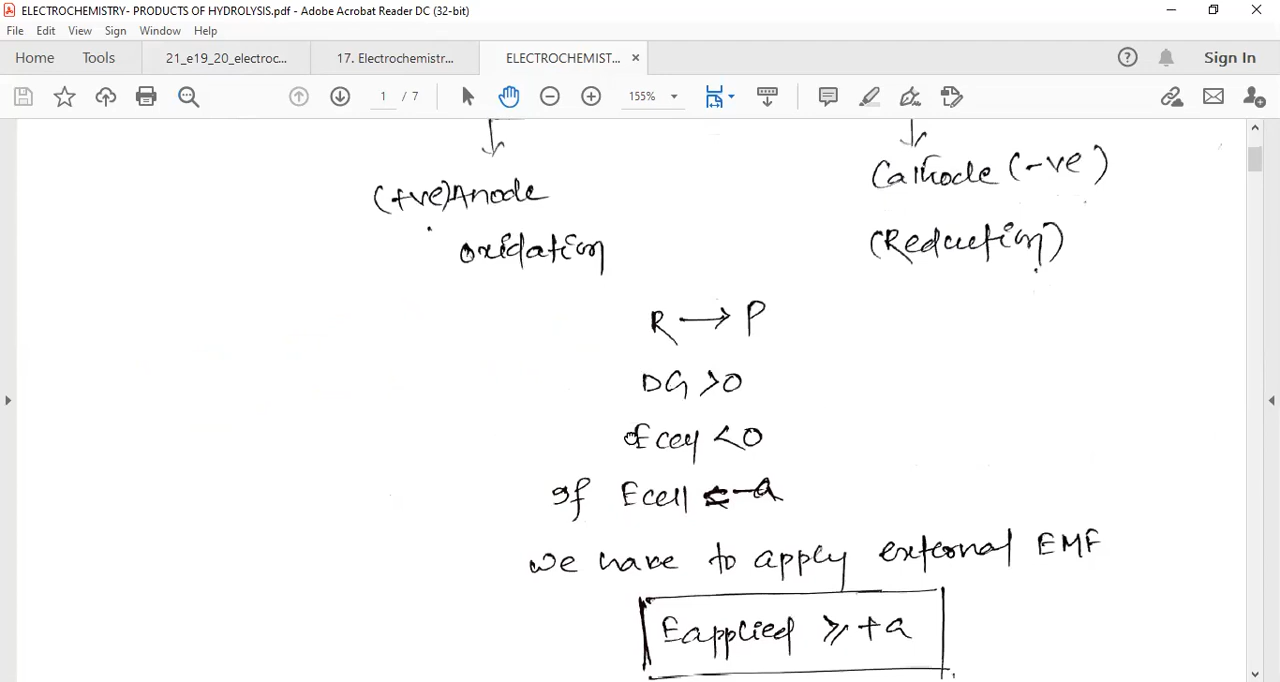 ELECTROCHEMISTRY- PRODUCTS OF HYDROLYSIS.pdf - Adobe Acrobat Reader DC (32-bit)
File Edit View Sign Window Help
Home Tools 21_e19_20_electroc... 17. Electrochemistr... ELECTROCHEMIST... × Sign In
1 / 7 155%
(+ve)Anode
Cathode (-ve)
oxidation
(Reduction)
R → P
DG >0
Ecell <0
If Ecell = -a
we have to apply external EMF
Eapplied ⩾ +a